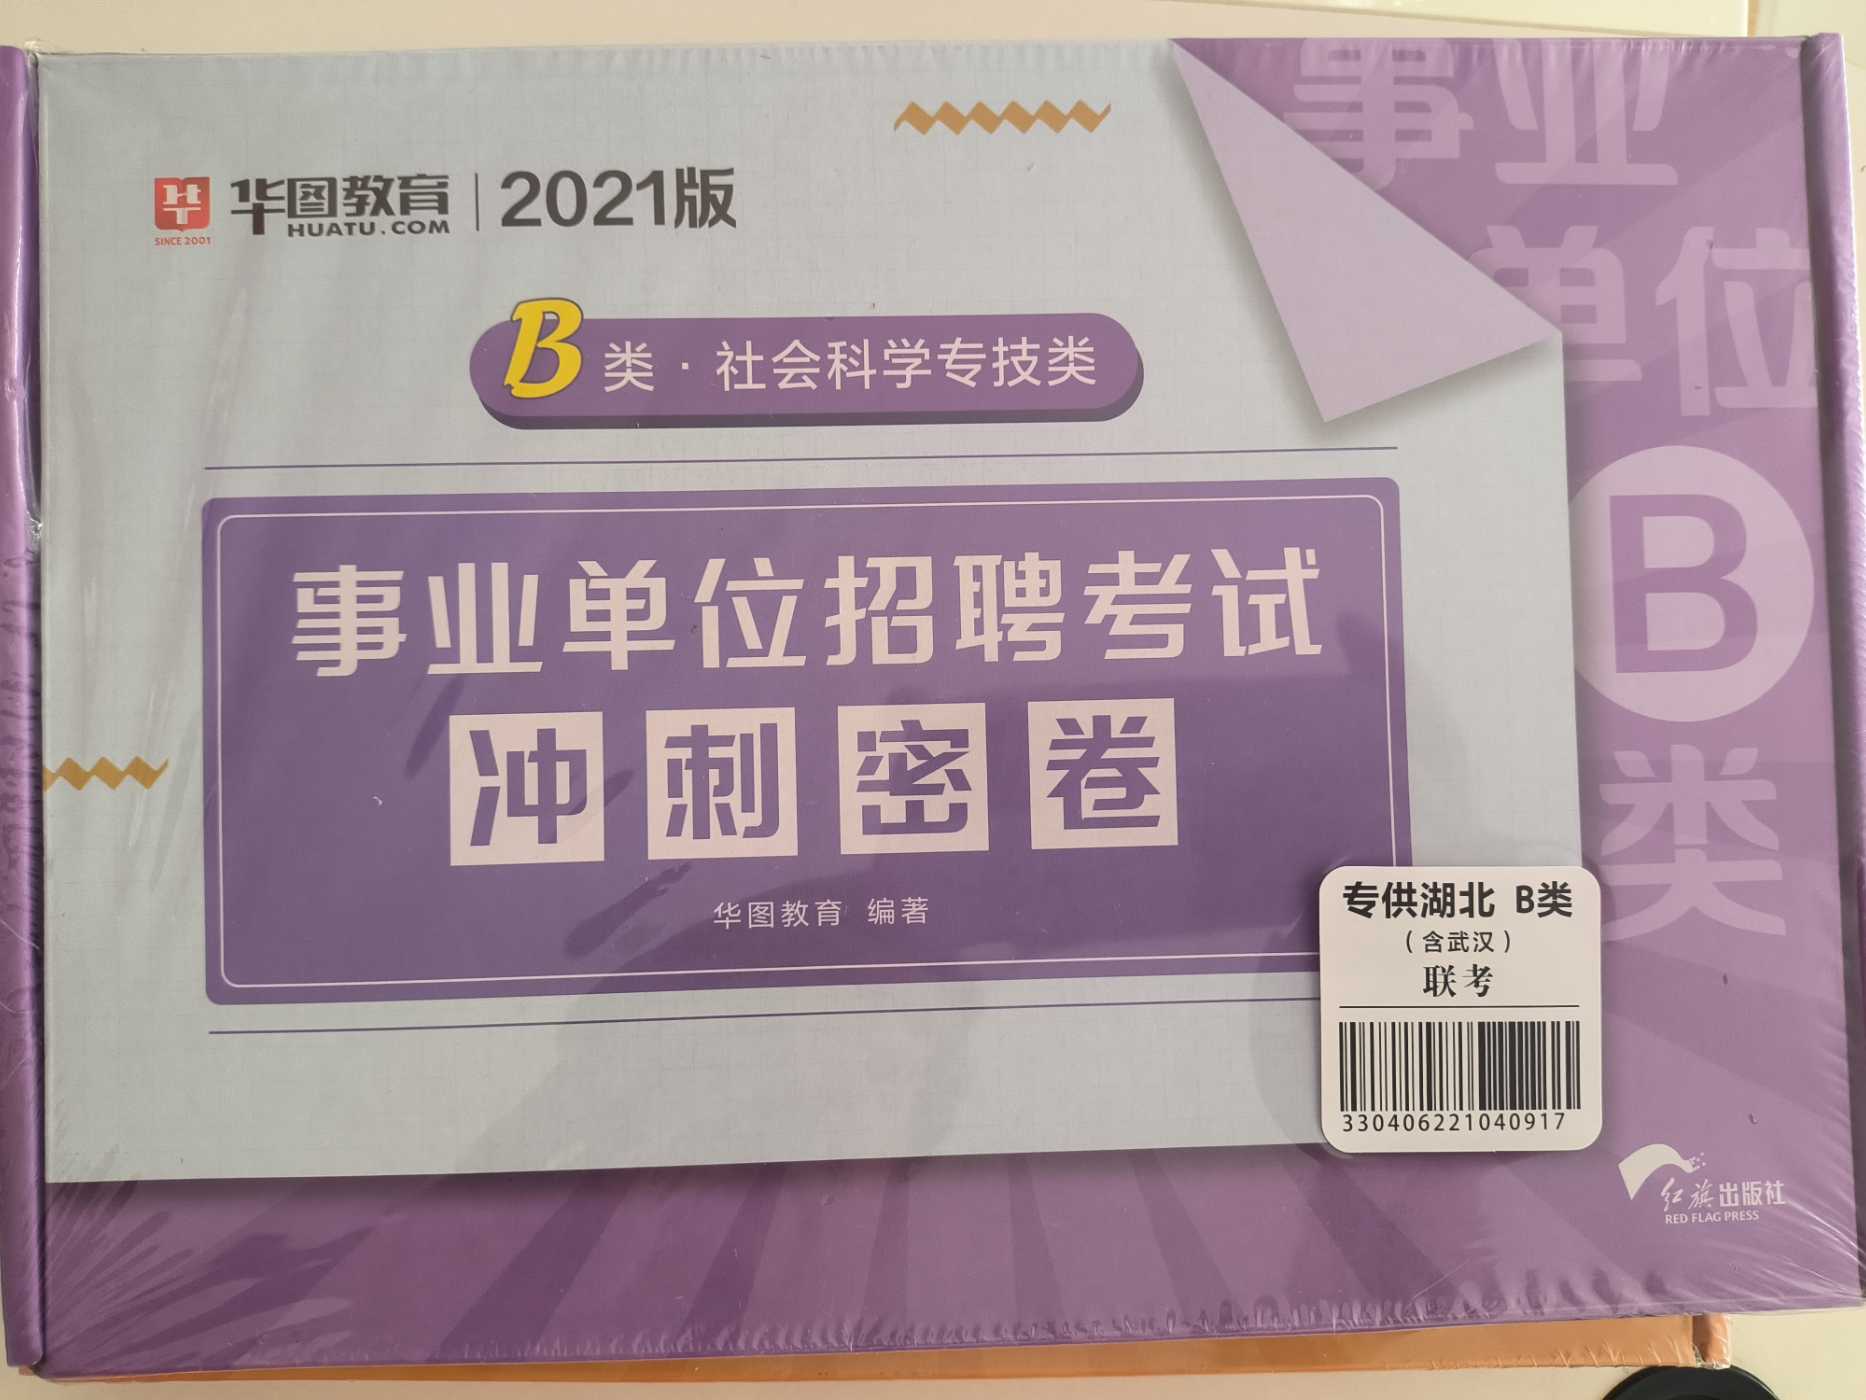 华图教育 | 2021版
HUATU.COM
SINCE 2001
B类·社会科学专技类
事业单位招聘考试
冲刺密卷
华图教育 编著
事业
单位
B
类
专供湖北 B类
（含武汉）
联考
330406221040917
红旗出版社
RED FLAG PRESS